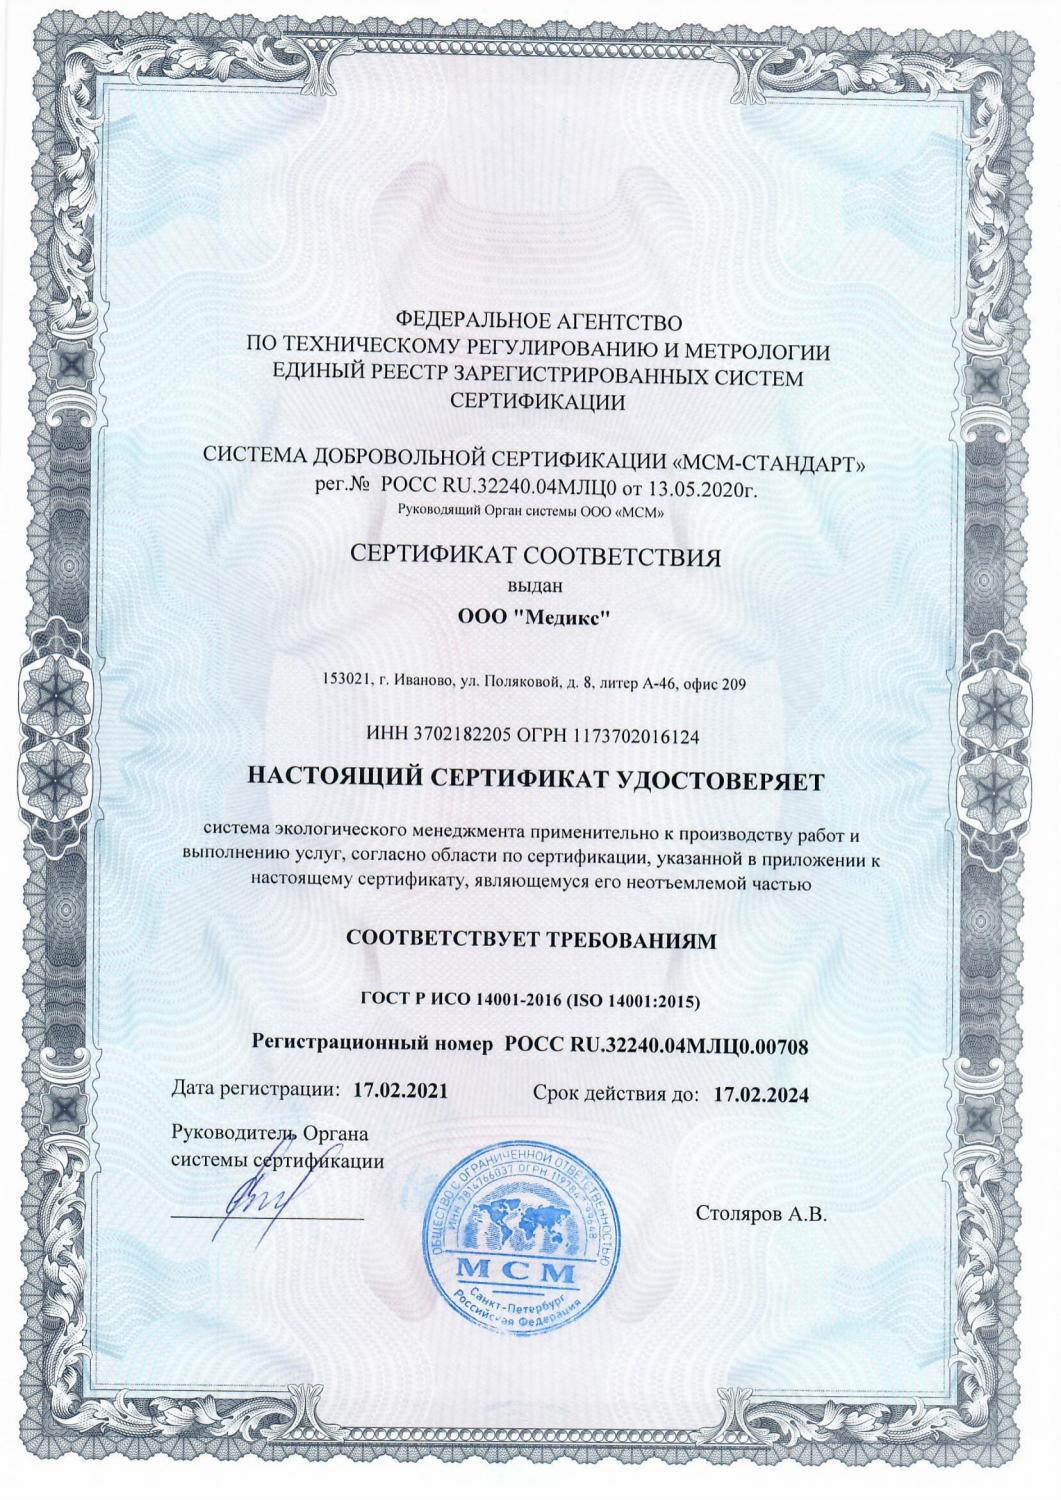 ФЕДЕРАЛЬНОЕ АГЕНТСТВО
ПО ТЕХНИЧЕСКОМУ РЕГУЛИРОВАНИЮ И МЕТРОЛОГИИ
ЕДИНЫЙ РЕЕСТР ЗАРЕГИСТРИРОВАННЫХ СИСТЕМ
СЕРТИФИКАЦИИ
СИСТЕМА ДОБРОВОЛЬНОЙ СЕРТИФИКАЦИИ «МСМ-СТАНДАРТ»
рег.№ РОСС RU.32240.04МЛЦ0 от 13.05.2020г.
Руководящий Орган системы ООО «МСМ»
СЕРТИФИКАТ СООТВЕТСТВИЯ
выдан
ООО "Медикс"
153021, г. Иваново, ул. Поляковой, д. 8, литер А-46, офис 209
ИНН 3702182205 ОГРН 1173702016124
НАСТОЯЩИЙ СЕРТИФИКАТ УДОСТОВЕРЯЕТ
система экологического менеджмента применительно к производству работ и
выполнению услуг, согласно области по сертификации, указанной в приложении к
настоящему сертификату, являющемуся его неотъемлемой частью
СООТВЕТСТВУЕТ ТРЕБОВАНИЯМ
ГОСТ Р ИСО 14001-2016 (ISO 14001:2015)
Регистрационный номер РОСС RU.32240.04МЛЦ0.00708
Дата регистрации: 17.02.2021 Срок действия до: 17.02.2024
Руководитель Органа
системы сертификации
Столяров А.В.
ОБЩЕСТВО С ОГРАНИЧЕННОЙ ОТВЕТСТВЕННОСТЬЮ
ИНН 7814766037 ОГРН
МСМ
Санкт-Петербург
Российская Федерация